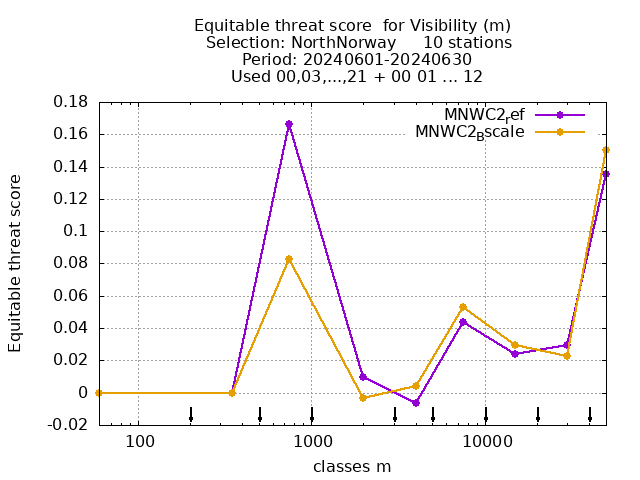 Equitable threat score  for Visibility (m)
Selection: NorthNorway     10 stations
Period: 20240601-20240630
Used 00,03,...,21 + 00 01 ... 12
MNWC2ref
MNWC2Bscale
Equitable threat score
0.18
0.16
0.14
0.12
0.1
0.08
0.06
0.04
0.02
0
-0.02
100
1000
10000
classes m